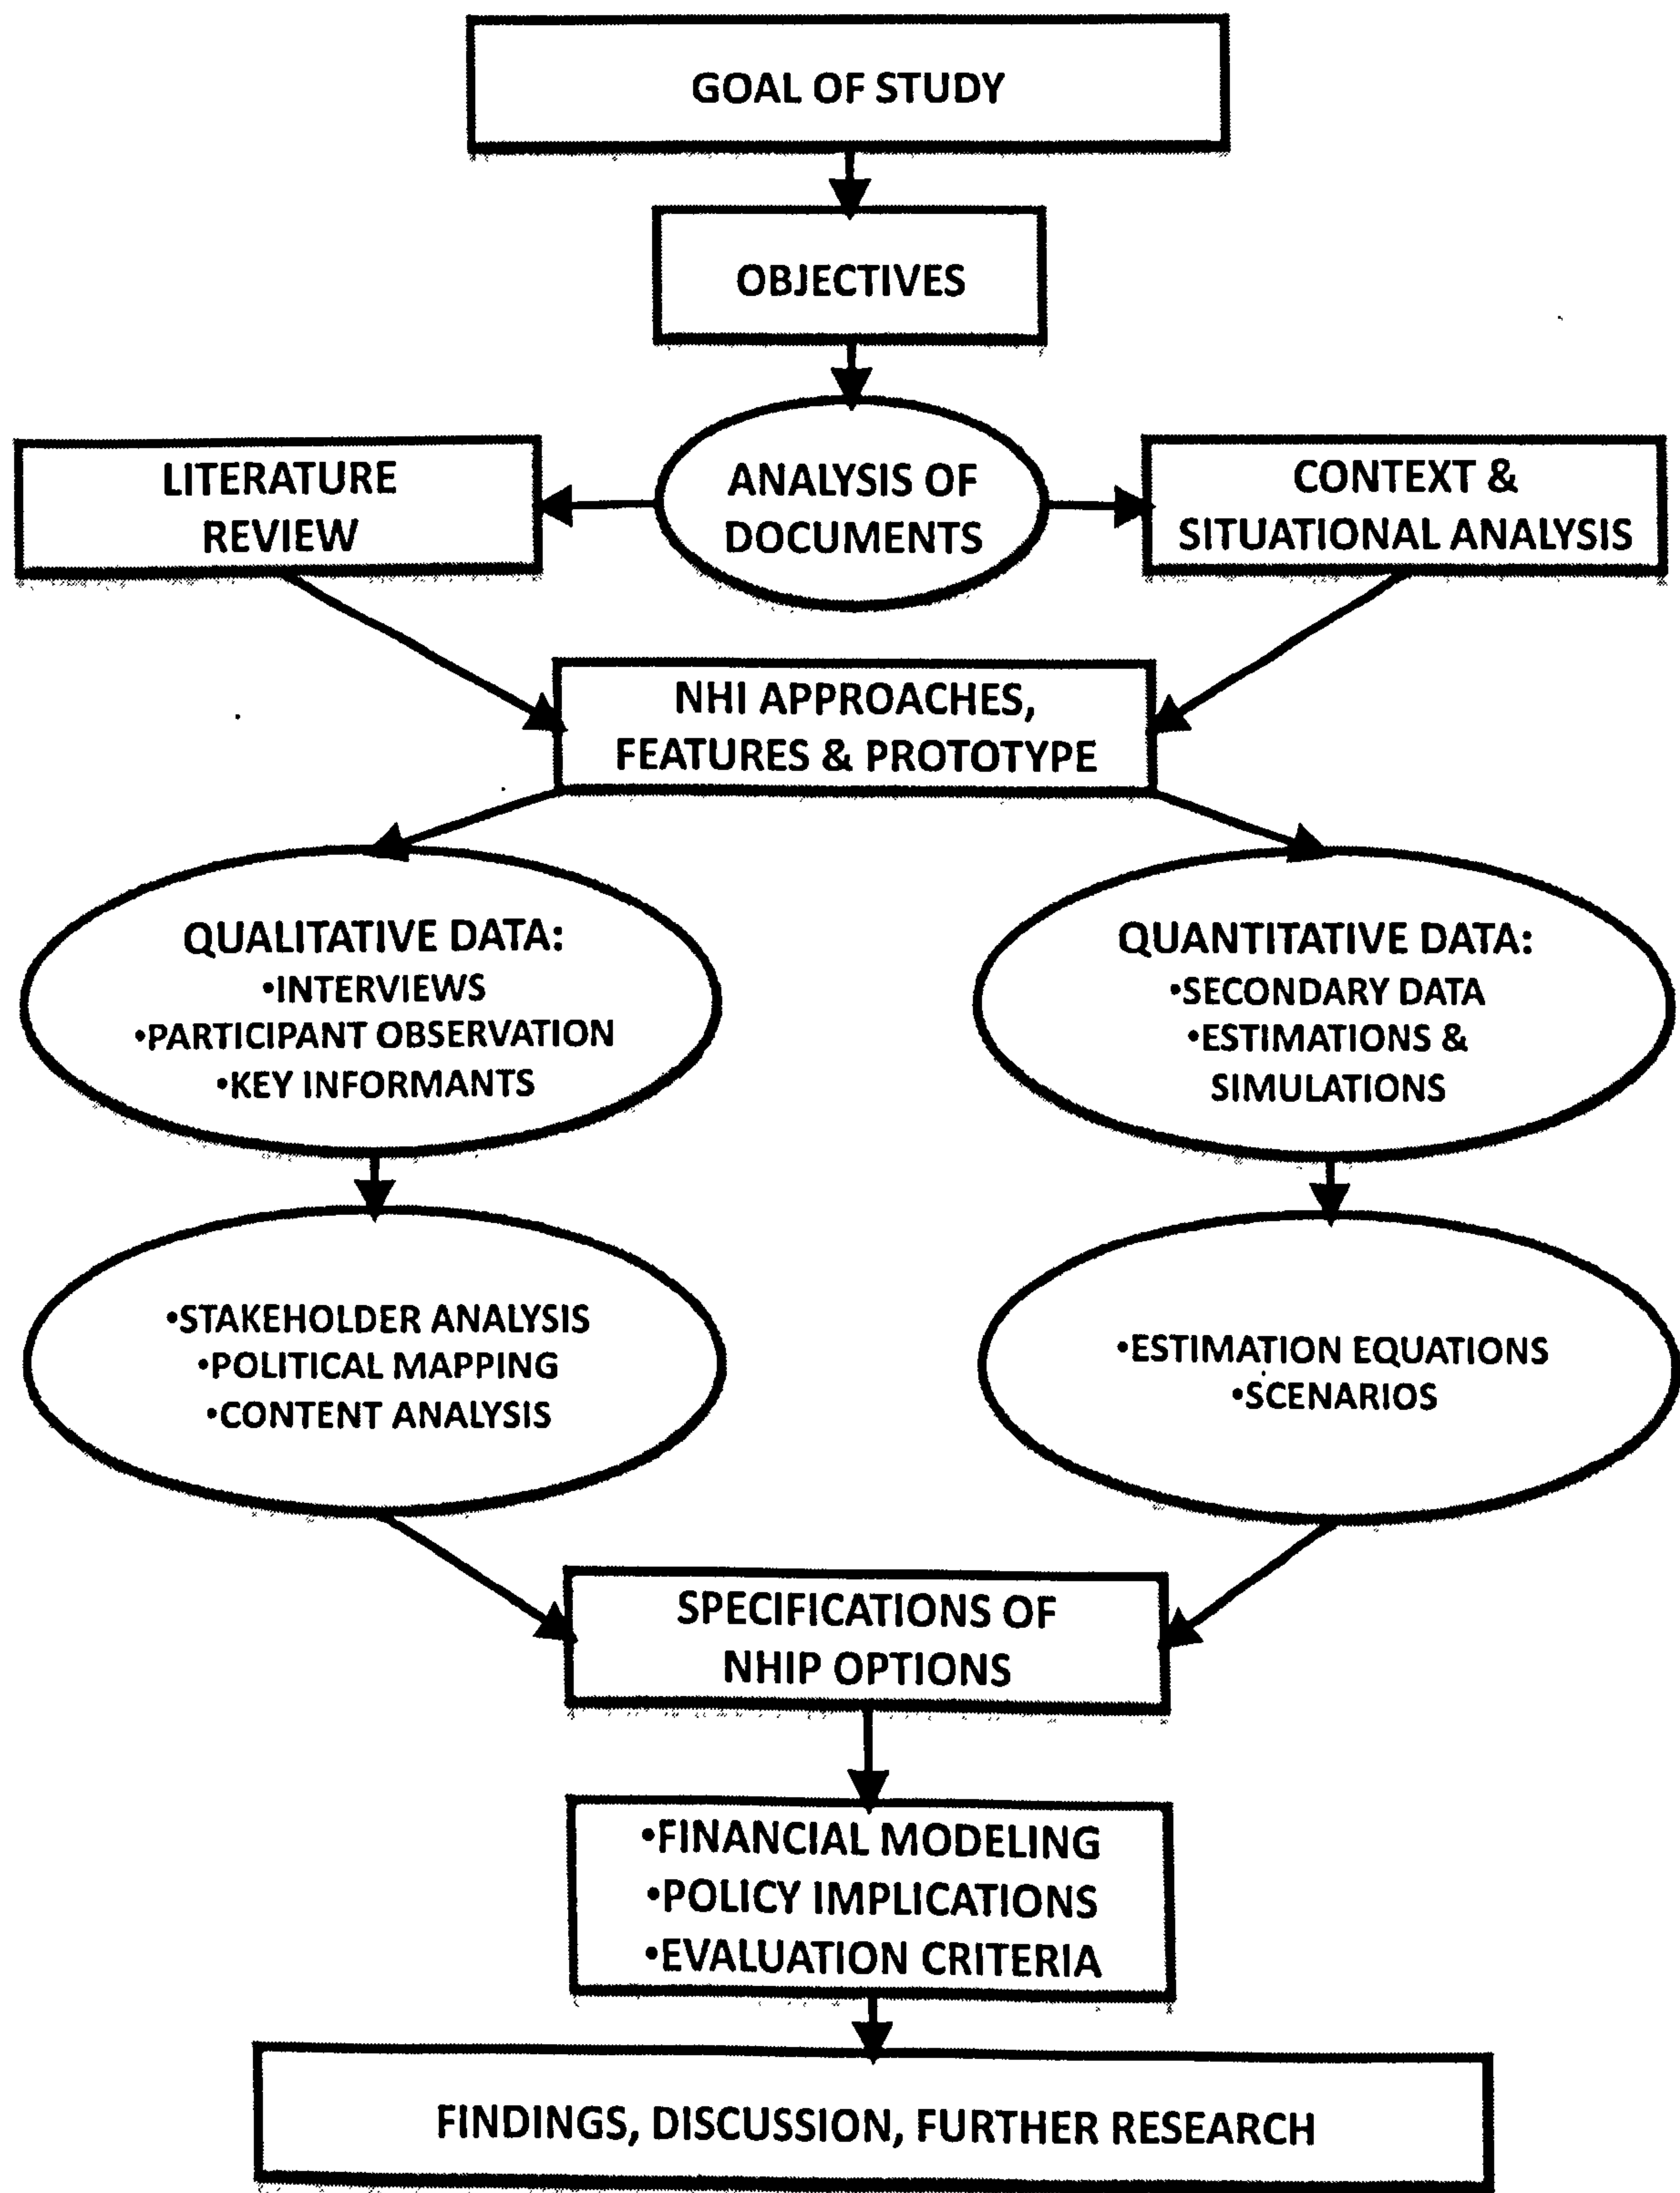 GOAL OF STUDY
OBJECTIVES
LITERATURE
REVIEW
ANALYSIS OF
DOCUMENTS
CONTEXT &
SITUATIONAL ANALYSIS
NHI APPROACHES,
FEATURES & PROTOTYPE
QUALITATIVE DATA:
•INTERVIEWS
•PARTICIPANT OBSERVATION
•KEY INFORMANTS
QUANTITATIVE DATA:
•SECONDARY DATA
•ESTIMATIONS &
SIMULATIONS
•STAKEHOLDER ANALYSIS
•POLITICAL MAPPING
•CONTENT ANALYSIS
•ESTIMATION EQUATIONS
•SCENARIOS
SPECIFICATIONS OF
NHIP OPTIONS
•FINANCIAL MODELING
•POLICY IMPLICATIONS
•EVALUATION CRITERIA
FINDINGS, DISCUSSION, FURTHER RESEARCH